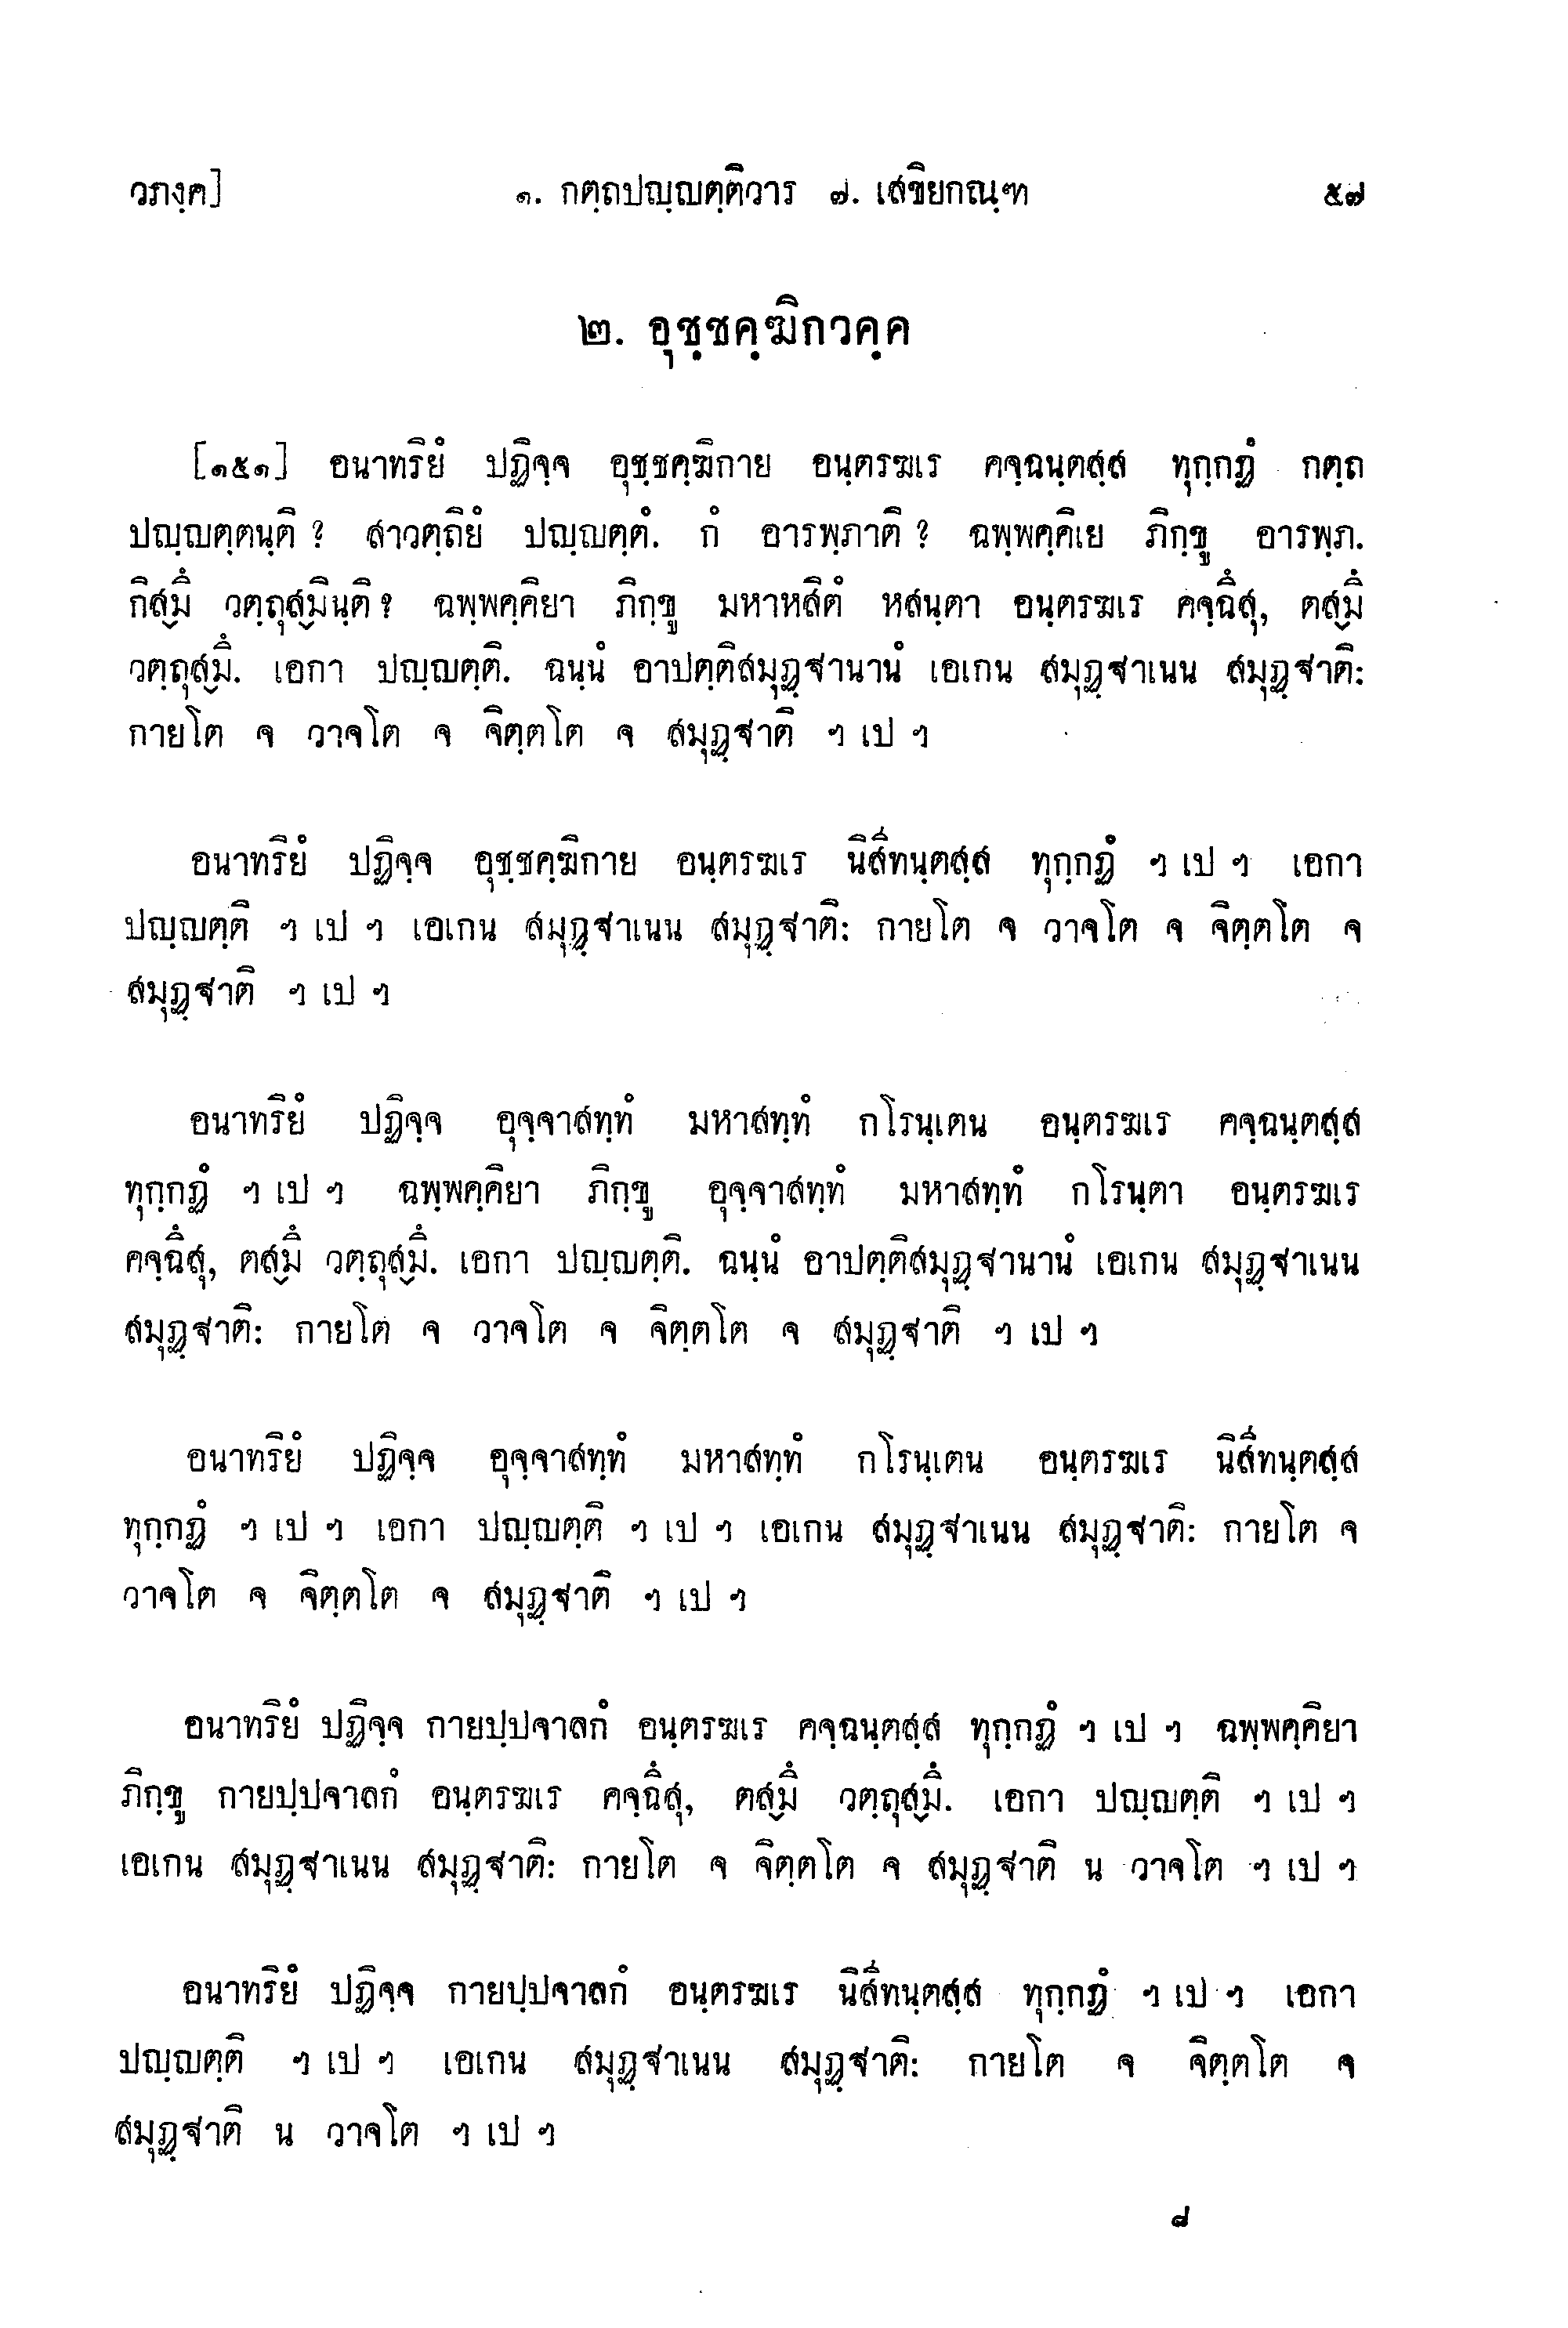 วภงฺค]
๑. กตฺถปญฺญตฺติวาร ๗. เสขิยกณฺฑ
๕๗
๒. อุชฺชคฺฆิกวคฺค
[๑๕๑] อนาทริยํ ปฏิจฺจ อุชฺชคฺฆิกาย อนฺตรฆเร คจฺฉนฺตสฺส ทุกฺกฏํ กตฺถ
ปญฺญตฺตนฺติ ? สาวตฺถิยํ ปญฺญตฺตํ. กํ อารพฺภาติ ? ฉพฺพคฺคิเย ภิกฺขู อารพฺภ.
กิสฺมึ วตฺถุสฺมินฺติ ? ฉพฺพคฺคิยา ภิกฺขู มหาหสิตํ หสนฺตา อนฺตรฆเร คจฺฉึสุ, ตสฺมึ
วตฺถุสฺมึ. เอกา ปญฺญตฺติ. ฉนฺนํ อาปตฺติสมุฏฺฐานานํ เอเกน สมุฏฺฐาเนน สมุฏฺฐาติ:
กายโต จ วาจโต จ จิตฺตโต จ สมุฏฺฐาติ ฯ เป ฯ
อนาทริยํ ปฏิจฺจ อุชฺชคฺฆิกาย อนฺตรฆเร นิสีทนฺตสฺส ทุกฺกฏํ ฯ เป ฯ เอกา
ปญฺญตฺติ ฯ เป ฯ เอเกน สมุฏฺฐาเนน สมุฏฺฐาติ: กายโต จ วาจโต จ จิตฺตโต จ
สมุฏฺฐาติ ฯ เป ฯ
อนาทริยํ ปฏิจฺจ อุจฺจาสทฺทํ มหาสทฺทํ กโรนฺเตน อนฺตรฆเร คจฺฉนฺตสฺส
ทุกฺกฏํ ฯ เป ฯ ฉพฺพคฺคิยา ภิกฺขู อุจฺจาสทฺทํ มหาสทฺทํ กโรนฺตา อนฺตรฆเร
คจฺฉึสุ, ตสฺมึ วตฺถุสฺมึ. เอกา ปญฺญตฺติ. ฉนฺนํ อาปตฺติสมุฏฺฐานานํ เอเกน สมุฏฺฐาเนน
สมุฏฺฐาติ: กายโต จ วาจโต จ จิตฺตโต จ สมุฏฺฐาติ ฯ เป ฯ
อนาทริยํ ปฏิจฺจ อุจฺจาสทฺทํ มหาสทฺทํ กโรนฺเตน อนฺตรฆเร นิสีทนฺตสฺส
ทุกฺกฏํ ฯ เป ฯ เอกา ปญฺญตฺติ ฯ เป ฯ เอเกน สมุฏฺฐาเนน สมุฏฺฐาติ: กายโต จ
วาจโต จ จิตฺตโต จ สมุฏฺฐาติ ฯ เป ฯ
อนาทริยํ ปฏิจฺจ กายปฺปจาลกํ อนฺตรฆเร คจฺฉนฺตสฺส ทุกฺกฏํ ฯ เป ฯ ฉพฺพคฺคิยา
ภิกฺขู กายปฺปจาลกํ อนฺตรฆเร คจฺฉึสุ, ตสฺมึ วตฺถุสฺมึ. เอกา ปญฺญตฺติ ฯ เป ฯ
เอเกน สมุฏฺฐาเนน สมุฏฺฐาติ: กายโต จ จิตฺตโต จ สมุฏฺฐาติ น วาจโต ฯ เป ฯ
อนาทริยํ ปฏิจฺจ กายปฺปจาลกํ อนฺตรฆเร นิสีทนฺตสฺส ทุกฺกฏํ ฯ เป ฯ เอกา
ปญฺญตฺติ ฯ เป ฯ เอเกน สมุฏฺฐาเนน สมุฏฺฐาติ: กายโต จ จิตฺตโต จ
สมุฏฺฐาติ น วาจโต ฯ เป ฯ
๘